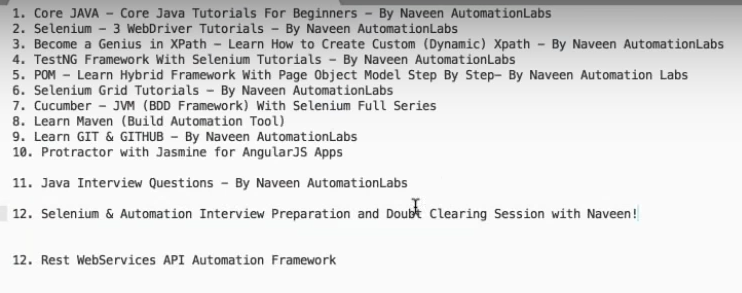 1. Core JAVA – Core Java Tutorials For Beginners – By Naveen AutomationLabs
2. Selenium – 3 WebDriver Tutorials – By Naveen AutomationLabs
3. Become a Genius in XPath – Learn How to Create Custom (Dynamic) Xpath – By Naveen AutomationLabs
4. TestNG Framework With Selenium Tutorials – By Naveen AutomationLabs
5. POM – Learn Hybrid Framework With Page Object Model Step By Step– By Naveen Automation Labs
6. Selenium Grid Tutorials – By Naveen AutomationLabs
7. Cucumber – JVM (BDD Framework) With Selenium Full Series
8. Learn Maven (Build Automation Tool)
9. Learn GIT & GITHUB – By Naveen AutomationLabs
10. Protractor with Jasmine for AngularJS Apps
11. Java Interview Questions – By Naveen AutomationLabs
12. Selenium & Automation Interview Preparation and Doubt Clearing Session with Naveen!
12. Rest WebServices API Automation Framework